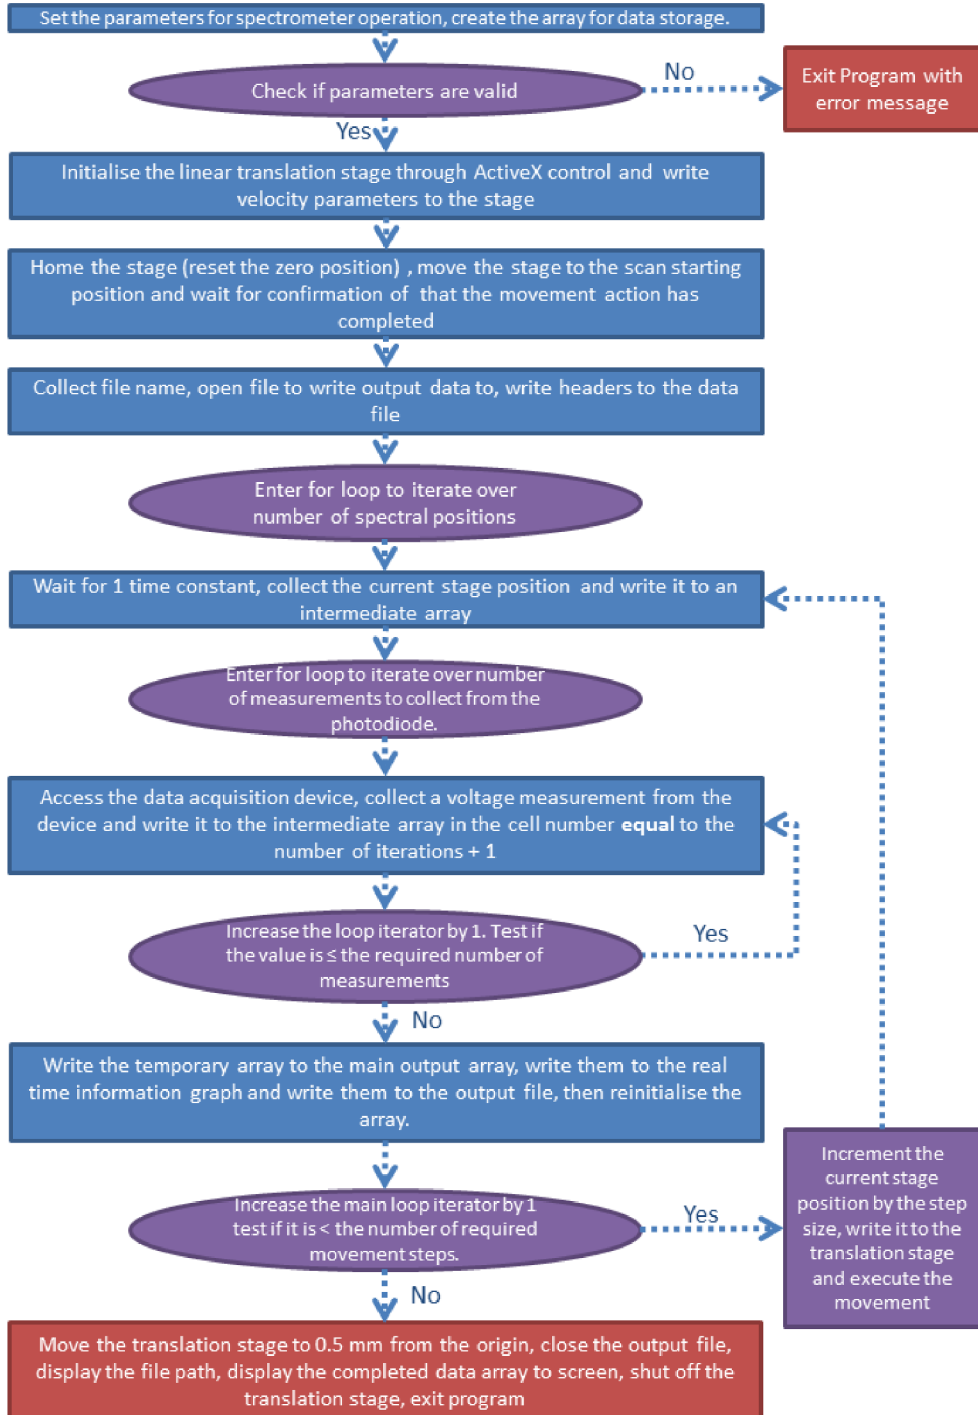 Set the parameters for spectrometer operation, create the array for data storage.
Check if parameters are valid
No
Exit Program with
error message
Yes
Initialise the linear translation stage through ActiveX control and write
velocity parameters to the stage
Home the stage (reset the zero position) , move the stage to the scan starting
position and wait for confirmation of that the movement action has
completed
Collect file name, open file to write output data to, write headers to the data
file
Enter for loop to iterate over
number of spectral positions
Wait for 1 time constant, collect the current stage position and write it to an
intermediate array
Enter for loop to iterate over number
of measurements to collect from the
photodiode.
Access the data acquisition device, collect a voltage measurement from the
device and write it to the intermediate array in the cell number equal to the
number of iterations + 1
Increase the loop iterator by 1. Test if
the value is ≤ the required number of
measurements
Yes
No
Write the temporary array to the main output array, write them to the real
time information graph and write them to the output file, then reinitialise the
array.
Increase the main loop iterator by 1
test if it is < the number of required
movement steps.
Yes
Increment the
current stage
position by the step
size, write it to the
translation stage
and execute the
movement
No
Move the translation stage to 0.5 mm from the origin, close the output file,
display the file path, display the completed data array to screen, shut off the
translation stage, exit program